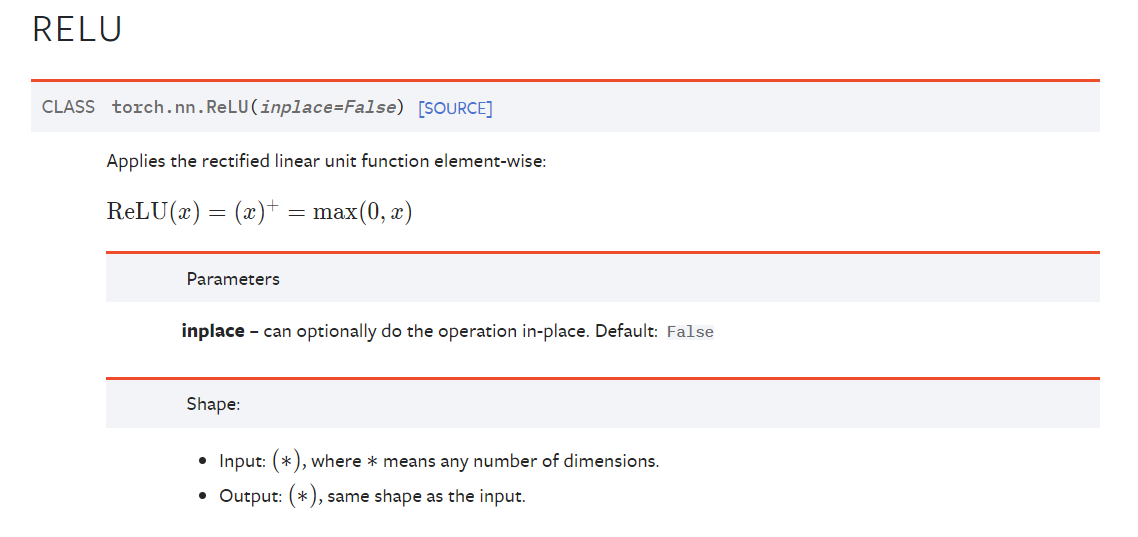 RELU
CLASS torch.nn.ReLU(inplace=False) [SOURCE]
Applies the rectified linear unit function element-wise:
ReLU(x) = (x)⁺ = max(0, x)
Parameters
inplace – can optionally do the operation in-place. Default: False
Shape:
• Input: (∗), where ∗ means any number of dimensions.
• Output: (∗), same shape as the input.